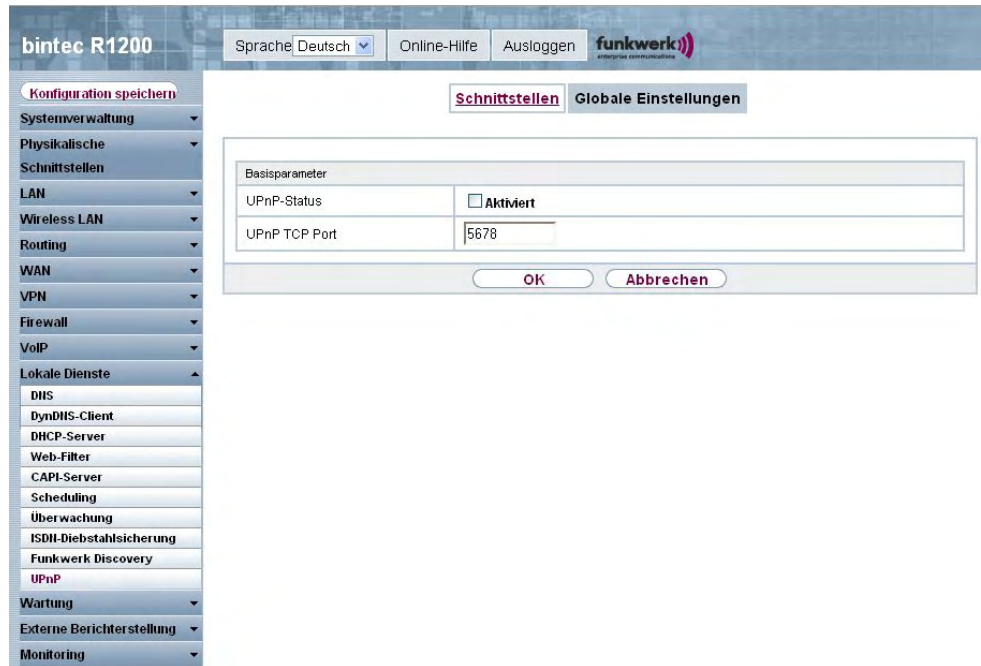 bintec R1200
Sprache Deutsch
Online-Hilfe
Ausloggen
funkwerk
enterprise communications
Konfiguration speichern
Systemverwaltung
Physikalische
Schnittstellen
LAN
Wireless LAN
Routing
WAN
VPN
Firewall
VoIP
Lokale Dienste
DNS
DynDNS-Client
DHCP-Server
Web-Filter
CAPI-Server
Scheduling
Überwachung
ISDN-Diebstahlsicherung
Funkwerk Discovery
UPnP
Wartung
Externe Berichterstellung
Monitoring
Schnittstellen
Globale Einstellungen
Basisparameter
UPnP-Status
Aktiviert
UPnP TCP Port
5678
OK
Abbrechen